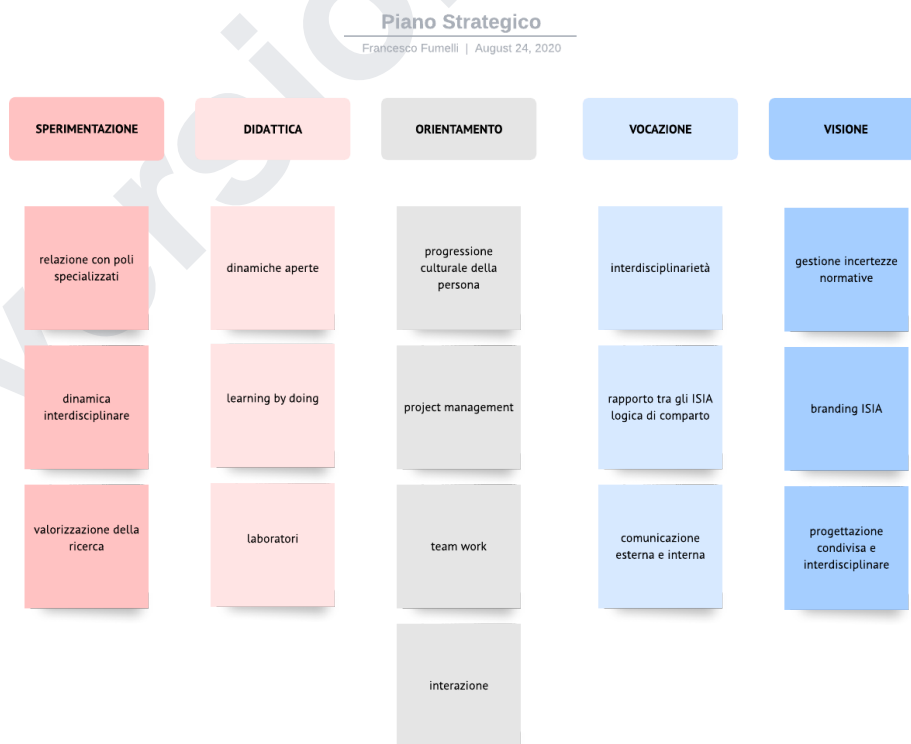 Piano Strategico
Francesco Fumelli | August 24, 2020
SPERIMENTAZIONE
DIDATTICA
ORIENTAMENTO
VOCAZIONE
VISIONE
relazione con poli
specializzati
dinamica
interdisciplinare
valorizzazione della
ricerca
dinamiche aperte
learning by doing
laboratori
progressione
culturale della
persona
project management
team work
interazione
interdisciplinarietà
rapporto tra gli ISIA
logica di comparto
comunicazione
esterna e interna
gestione incertezze
normative
branding ISIA
progettazione
condivisa e
interdisciplinare